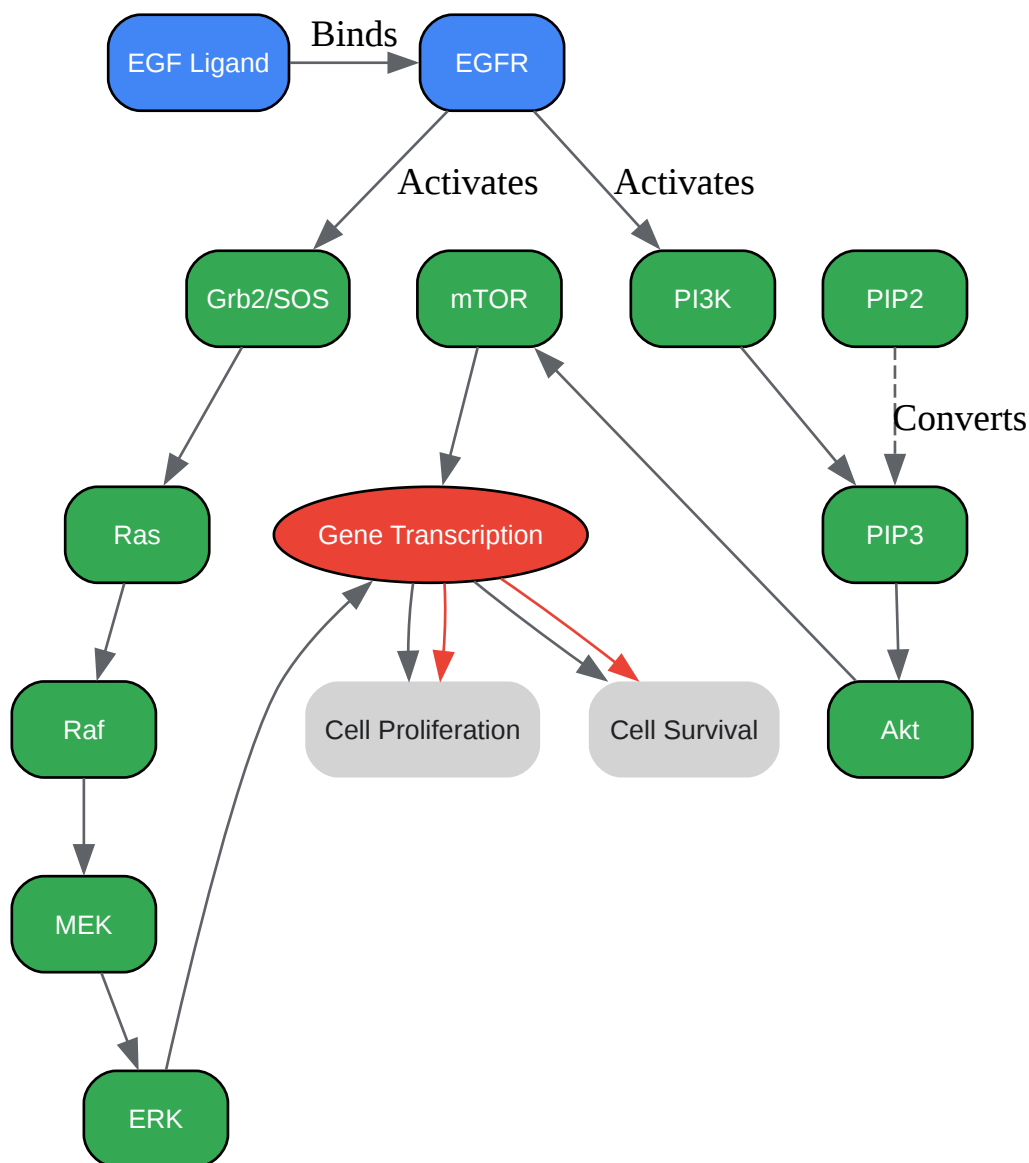 EGF Ligand
Binds
EGFR
Activates
Activates
Grb2/SOS
mTOR
PI3K
PIP2
Converts
Ras
Gene Transcription
PIP3
Raf
Cell Proliferation
Cell Survival
Akt
MEK
ERK